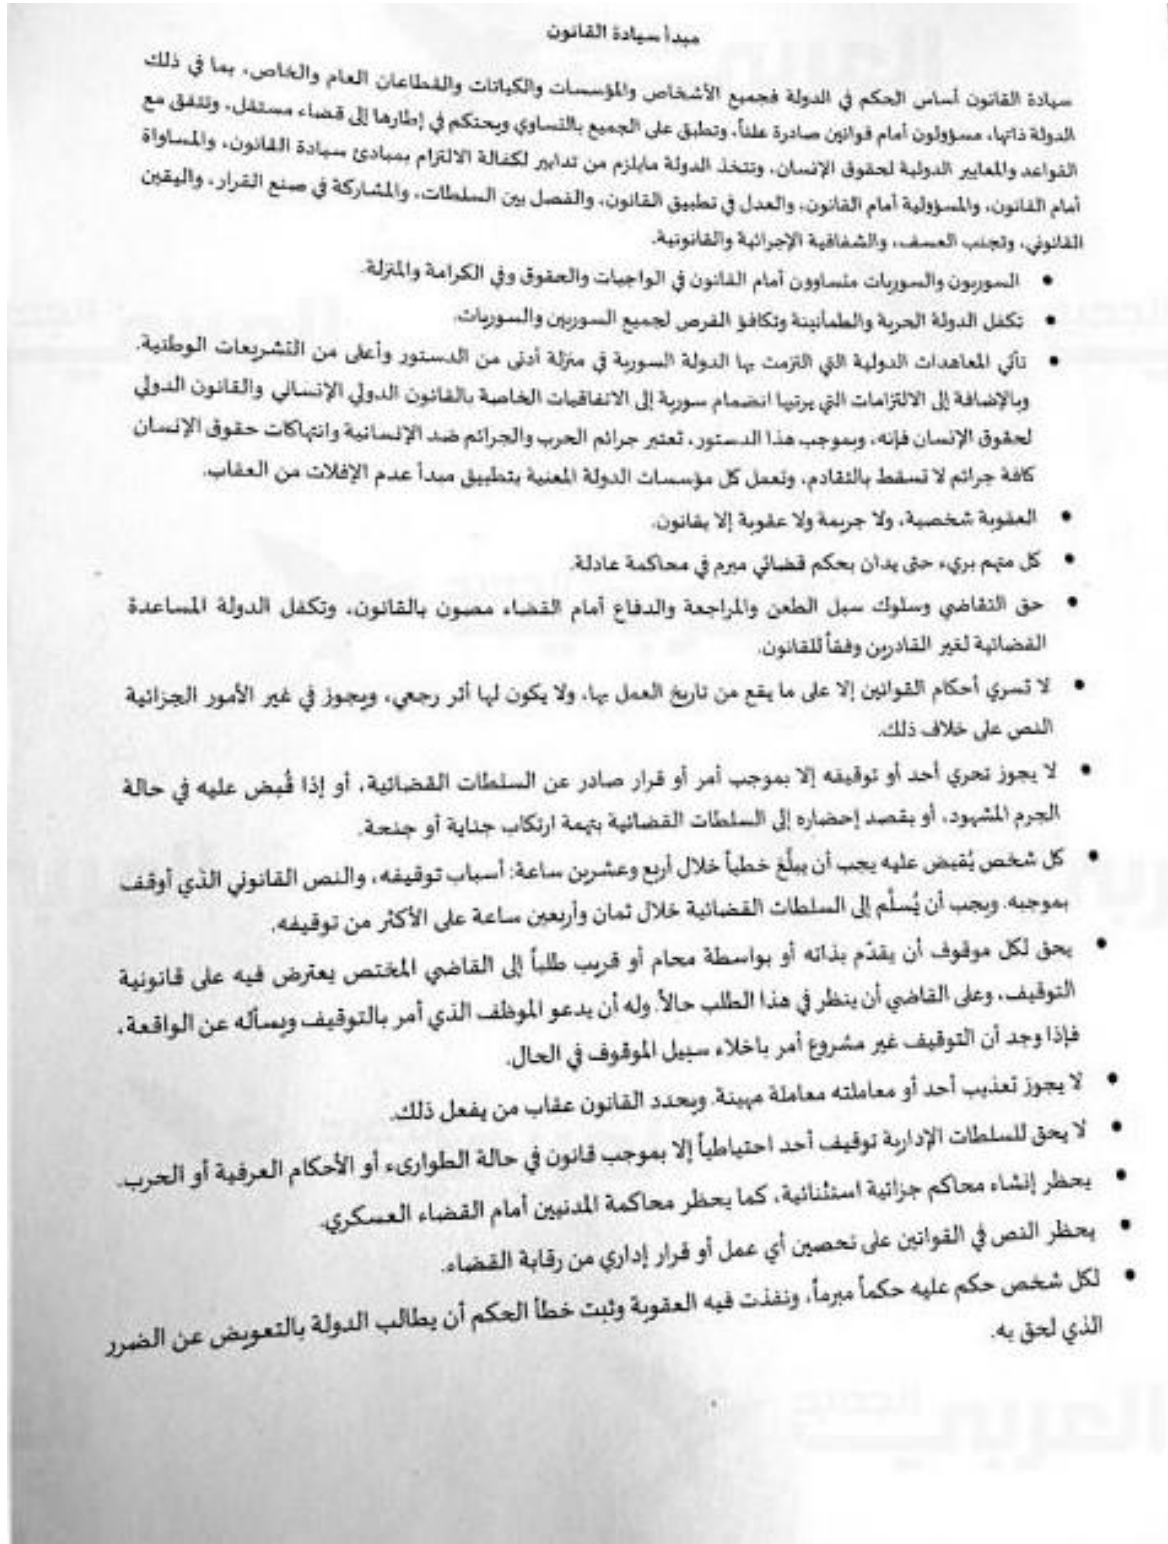 مبدأ سيادة القانون
سيادة القانون أساس الحكم في الدولة فجميع الأشخاص والمؤسسات والكيانات والقطاعان العام والخاص، بما في ذلك
الدولة ذاتها، مسؤولون أمام قوانين صادرة علناً، وتطبق على الجميع بالتساوي ويحتكم في إطارها إلى قضاء مستقل، وتتفق مع
القواعد والمعايير الدولية لحقوق الإنسان، وتتخذ الدولة مايلزم من تدابير لكفالة الالتزام بمبادئ سيادة القانون، والمساواة
أمام القانون، والمسؤولية أمام القانون، والعدل في تطبيق القانون، والفصل بين السلطات، والمشاركة في صنع القرار، واليقين
القانوني، وتجنب العسف، والشفافية الإجرائية والقانونية.
• السوريون والسوريات متساوون أمام القانون في الواجبات والحقوق وفي الكرامة والمنزلة.
• تكفل الدولة الحرية والطمأنينة وتكافؤ الفرص لجميع السوريين والسوريات.
• تأتي المعاهدات الدولية التي التزمت بها الدولة السورية في منزلة أدنى من الدستور وأعلى من التشريعات الوطنية.
وبالإضافة إلى الالتزامات التي يرتبها انضمام سورية إلى الاتفاقيات الخاصة بالقانون الدولي الإنساني والقانون الدولي
لحقوق الإنسان فإنه، وبموجب هذا الدستور، تعتبر جرائم الحرب والجرائم ضد الإنسانية وانتهاكات حقوق الإنسان
كافة جرائم لا تسقط بالتقادم، وتعمل كل مؤسسات الدولة المعنية بتطبيق مبدأ عدم الإفلات من العقاب.
• العقوبة شخصية، ولا جريمة ولا عقوبة إلا بقانون.
• كل متهم بريء حتى يدان بحكم قضائي مبرم في محاكمة عادلة.
• حق التقاضي وسلوك سبل الطعن والمراجعة والدفاع أمام القضاء مصون بالقانون، وتكفل الدولة المساعدة
القضائية لغير القادرين وفقاً للقانون.
• لا تسري أحكام القوانين إلا على ما يقع من تاريخ العمل بها، ولا يكون لها أثر رجعي، ويجوز في غير الأمور الجزائية
النص على خلاف ذلك.
• لا يجوز تحري أحد أو توقيفه إلا بموجب أمر أو قرار صادر عن السلطات القضائية، أو إذا قُبض عليه في حالة
الجرم المشهود، أو بقصد إحضاره إلى السلطات القضائية بتهمة ارتكاب جناية أو جنحة.
• كل شخص يُقبض عليه يجب أن يبلَّغ خطياً خلال أربع وعشرين ساعة: أسباب توقيفه، والنص القانوني الذي أوقف
بموجبه. ويجب أن يُسلَّم إلى السلطات القضائية خلال ثمان وأربعين ساعة على الأكثر من توقيفه.
• يحق لكل موقوف أن يقدّم بذاته أو بواسطة محام أو قريب طلباً إلى القاضي المختص يعترض فيه على قانونية
التوقيف، وعلى القاضي أن ينظر في هذا الطلب حالاً. وله أن يدعو الموظف الذي أمر بالتوقيف ويسأله عن الواقعة،
فإذا وجد أن التوقيف غير مشروع أمر باخلاء سبيل الموقوف في الحال.
• لا يجوز تعذيب أحد أو معاملته معاملة مهينة. ويحدد القانون عقاب من يفعل ذلك.
• لا يحق للسلطات الإدارية توقيف أحد احتياطياً إلا بموجب قانون في حالة الطوارىء أو الأحكام العرفية أو الحرب.
• يحظر إنشاء محاكم جزائية استثنائية، كما يحظر محاكمة المدنيين أمام القضاء العسكري.
• يحظر النص في القوانين على تحصين أي عمل أو قرار إداري من رقابة القضاء.
• لكل شخص حكم عليه حكماً مبرماً، ونفذت فيه العقوبة وثبت خطأ الحكم أن يطالب الدولة بالتعويض عن الضرر
الذي لحق به.